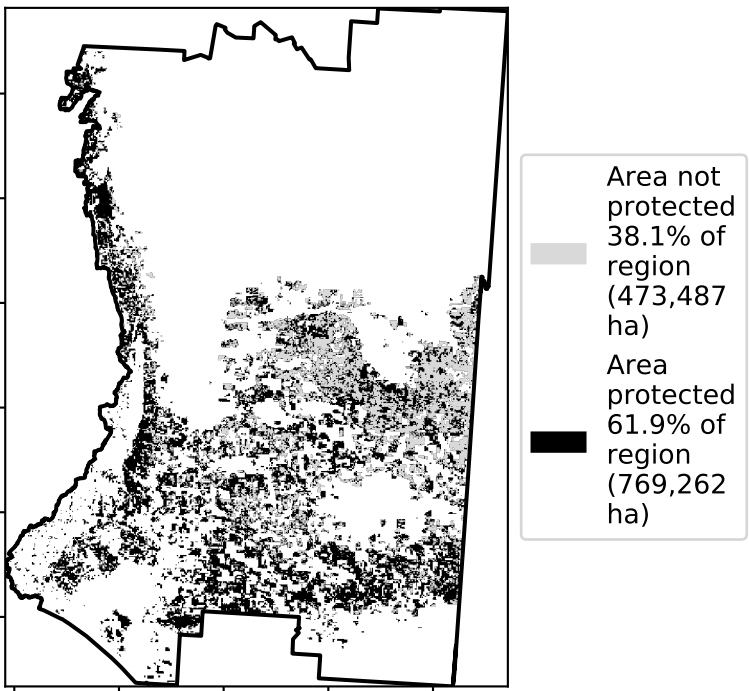 Area not
protected
38.1% of
region
(473,487
ha)
Area
protected
61.9% of
region
(769,262
ha)